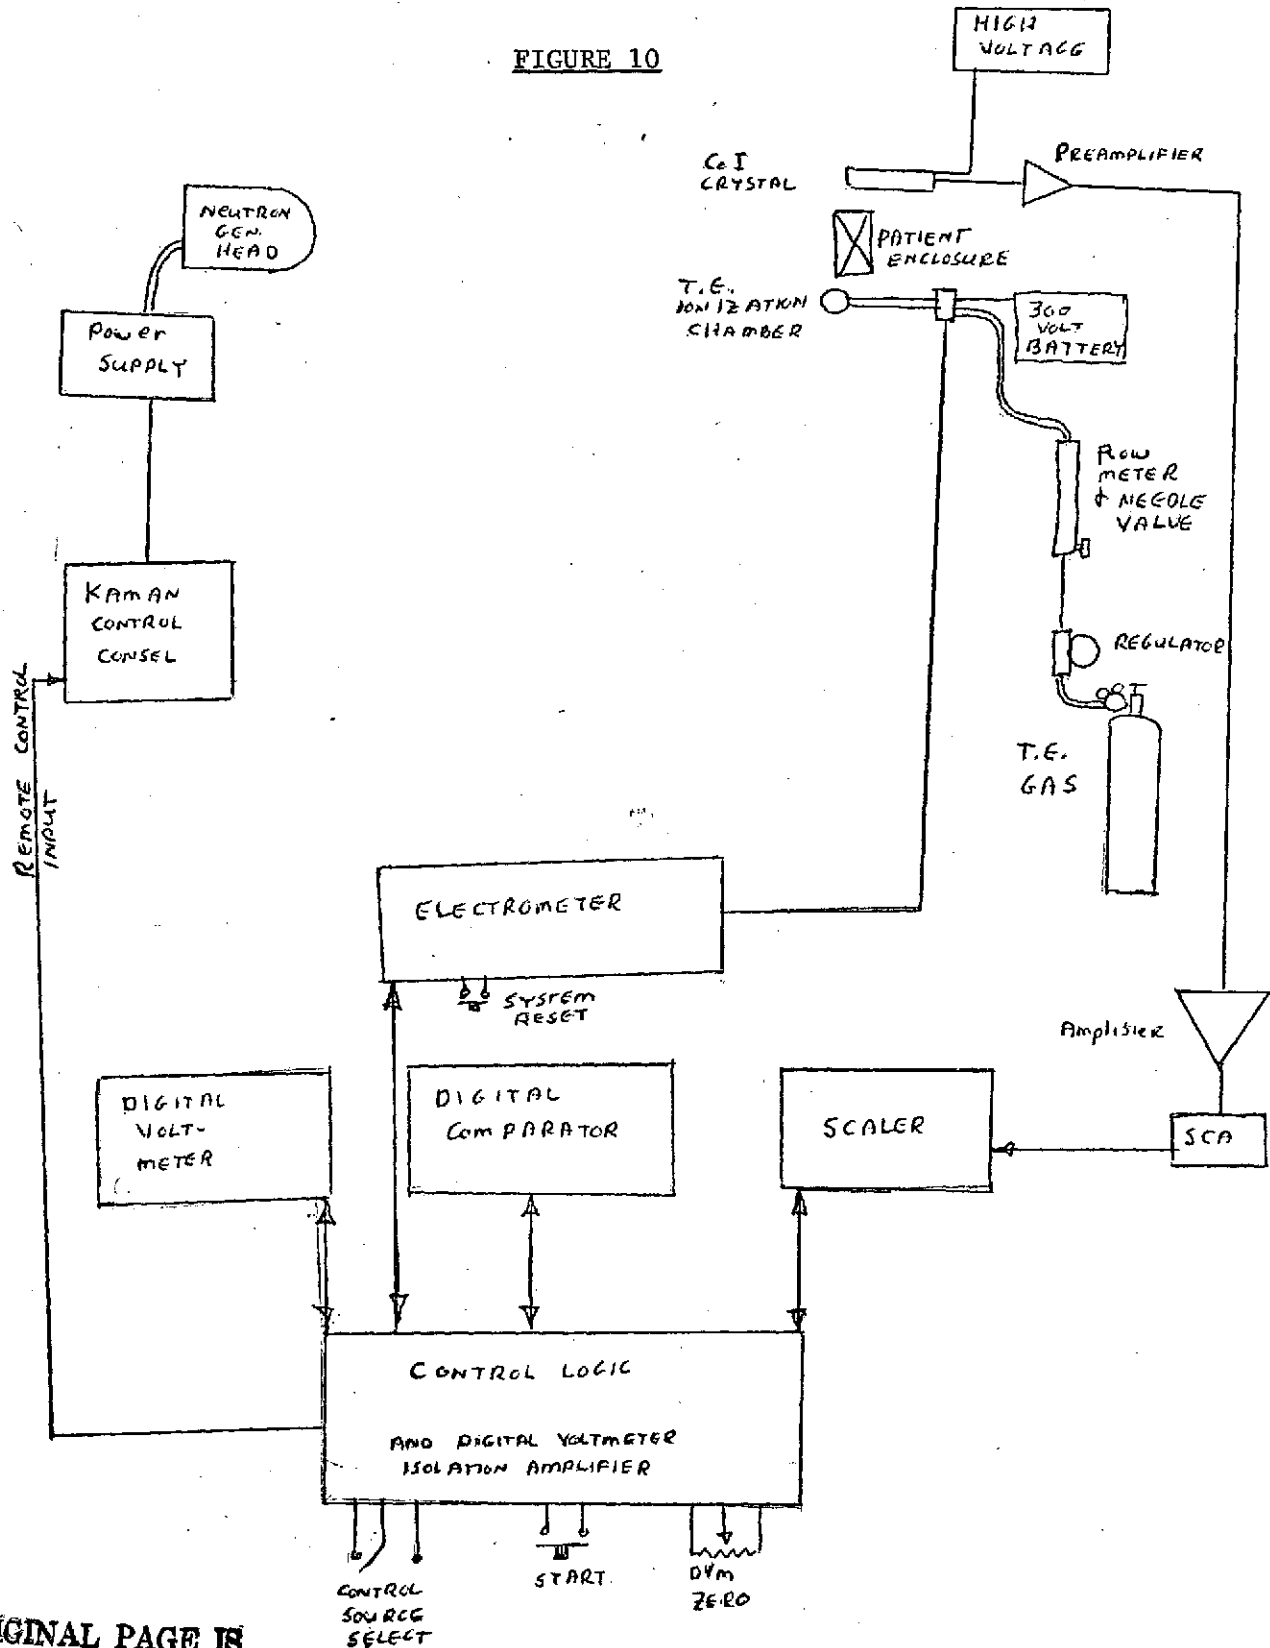 FIGURE 10
HIGH
VOLTAGE
PREAMPLIFIER
CsI
CRYSTAL
NEUTRON
GEN.
HEAD
PATIENT
ENCLOSURE
T.E.
IONIZATION
CHAMBER
300
VOLT
BATTERY
POWER
SUPPLY
FLOW
METER
& NEEDLE
VALVE
KAMAN
CONTROL
CONSEL
REGULATOR
REMOTE CONTROL
INPUT
T.E.
GAS
ELECTROMETER
SYSTEM
RESET
Amplifier
DIGITAL
VOLT-
METER
DIGITAL
COMPARATOR
SCALER
SCA
CONTROL LOGIC
AND DIGITAL VOLTMETER
ISOLATION AMPLIFIER
CONTROL
SOURCE
SELECT
START
DVM
ZERO
IGINAL PAGE IS